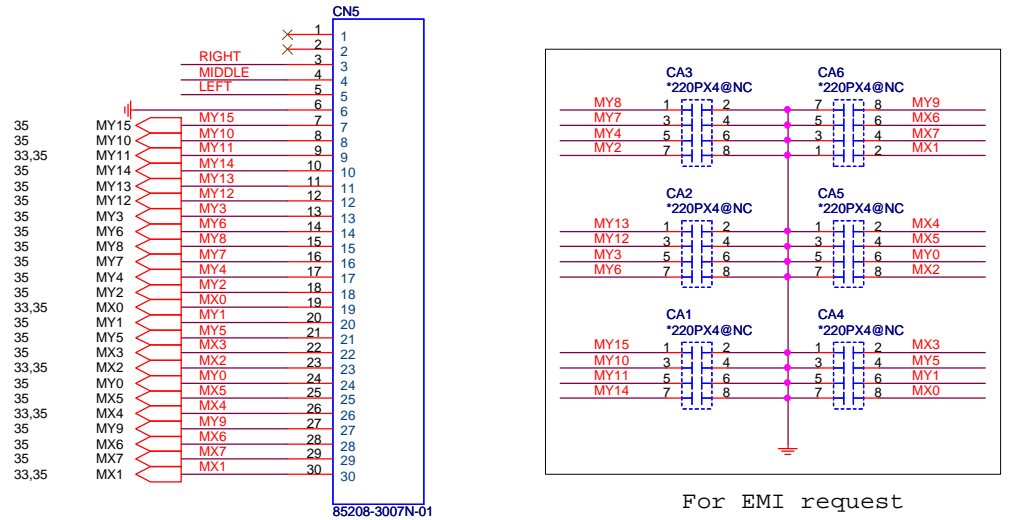 CN5
1 1
2 2
RIGHT 3 3
MIDDLE 4 4
LEFT 5 5
6 6
35 MY15 MY15 7 7
35 MY10 MY10 8 8
33,35 MY11 MY11 9 9
35 MY14 MY14 10 10
35 MY13 MY13 11 11
35 MY12 MY12 12 12
35 MY3 MY3 13 13
35 MY6 MY6 14 14
35 MY8 MY8 15 15
35 MY7 MY7 16 16
35 MY4 MY4 17 17
35 MY2 MY2 18 18
33,35 MX0 MX0 19 19
35 MY1 MY1 20 20
35 MY5 MY5 21 21
35 MX3 MX3 22 22
33,35 MX2 MX2 23 23
35 MY0 MY0 24 24
35 MX5 MX5 25 25
33,35 MX4 MX4 26 26
35 MY9 MY9 27 27
35 MX6 MX6 28 28
35 MX7 MX7 29 29
33,35 MX1 MX1 30 30
85208-3007N-01
CA3 CA6
*220PX4@NC *220PX4@NC
MY8 1 2 7 8 MY9
MY7 3 4 5 6 MX6
MY4 5 6 3 4 MX7
MY2 7 8 1 2 MX1
CA2 CA5
*220PX4@NC *220PX4@NC
MY13 1 2 1 2 MX4
MY12 3 4 3 4 MX5
MY3 5 6 5 6 MY0
MY6 7 8 7 8 MX2
CA1 CA4
*220PX4@NC *220PX4@NC
MY15 1 2 1 2 MX3
MY10 3 4 3 4 MY5
MY11 5 6 5 6 MY1
MY14 7 8 7 8 MX0
For EMI request